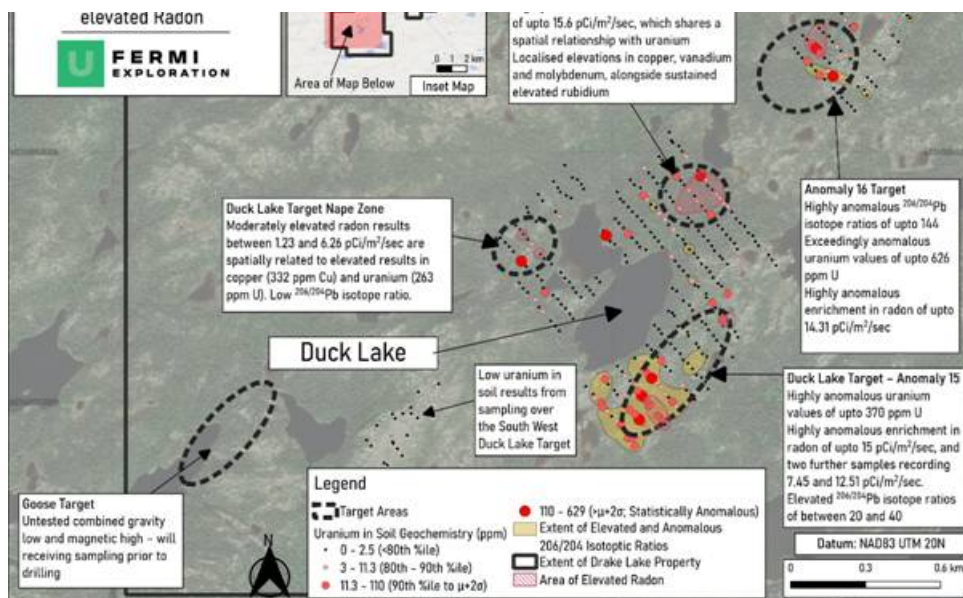 elevated Radon
U
FERMI
EXPLORATION
Area of Map Below
0 1 2 km
Inset Map
of upto 15.6 pCi/m²/sec, which shares a
spatial relationship with uranium
Localised elevations in copper, vanadium
and molybdenum, alongside sustained
elevated rubidium
Duck Lake Target Nape Zone
Moderately elevated radon results
between 1.23 and 6.26 pCi/m²/sec are
spatially related to elevated results in
copper (332 ppm Cu) and uranium (263
ppm U). Low ²⁰⁶/²⁰⁴Pb isotope ratio.
Anomaly 16 Target
Highly anomalous ²⁰⁶/²⁰⁴Pb
isotope ratios of upto 144
Exceedingly anomalous
uranium values of upto 626
ppm U
Highly anomalous
enrichment in radon of upto
14.31 pCi/m²/sec
Duck Lake
Low uranium in
soil results from
sampling over
the South West
Duck Lake Target
Duck Lake Target – Anomaly 15
Highly anomalous uranium
values of upto 370 ppm U
Highly anomalous enrichment in
radon of upto 15 pCi/m²/sec, and
two further samples recording
7.45 and 12.51 pCi/m²/sec.
Elevated ²⁰⁶/²⁰⁴Pb isotope ratios
of between 20 and 40
Goose Target
Untested combined gravity
low and magnetic high – will
receiving sampling prior to
drilling
N
Legend
Target Areas
Uranium in Soil Geochemistry (ppm)
0 - 2.5 (<80th %ile)
3 - 11.3 (80th - 90th %ile)
11.3 - 110 (90th %ile to µ+2σ)
110 - 629 (>µ+2σ; Statistically Anomalous)
Extent of Elevated and Anomalous
206/204 Isotoptic Ratios
Extent of Drake Lake Property
Area of Elevated Radon
Datum: NAD83 UTM 20N
0 0.3 0.6 km